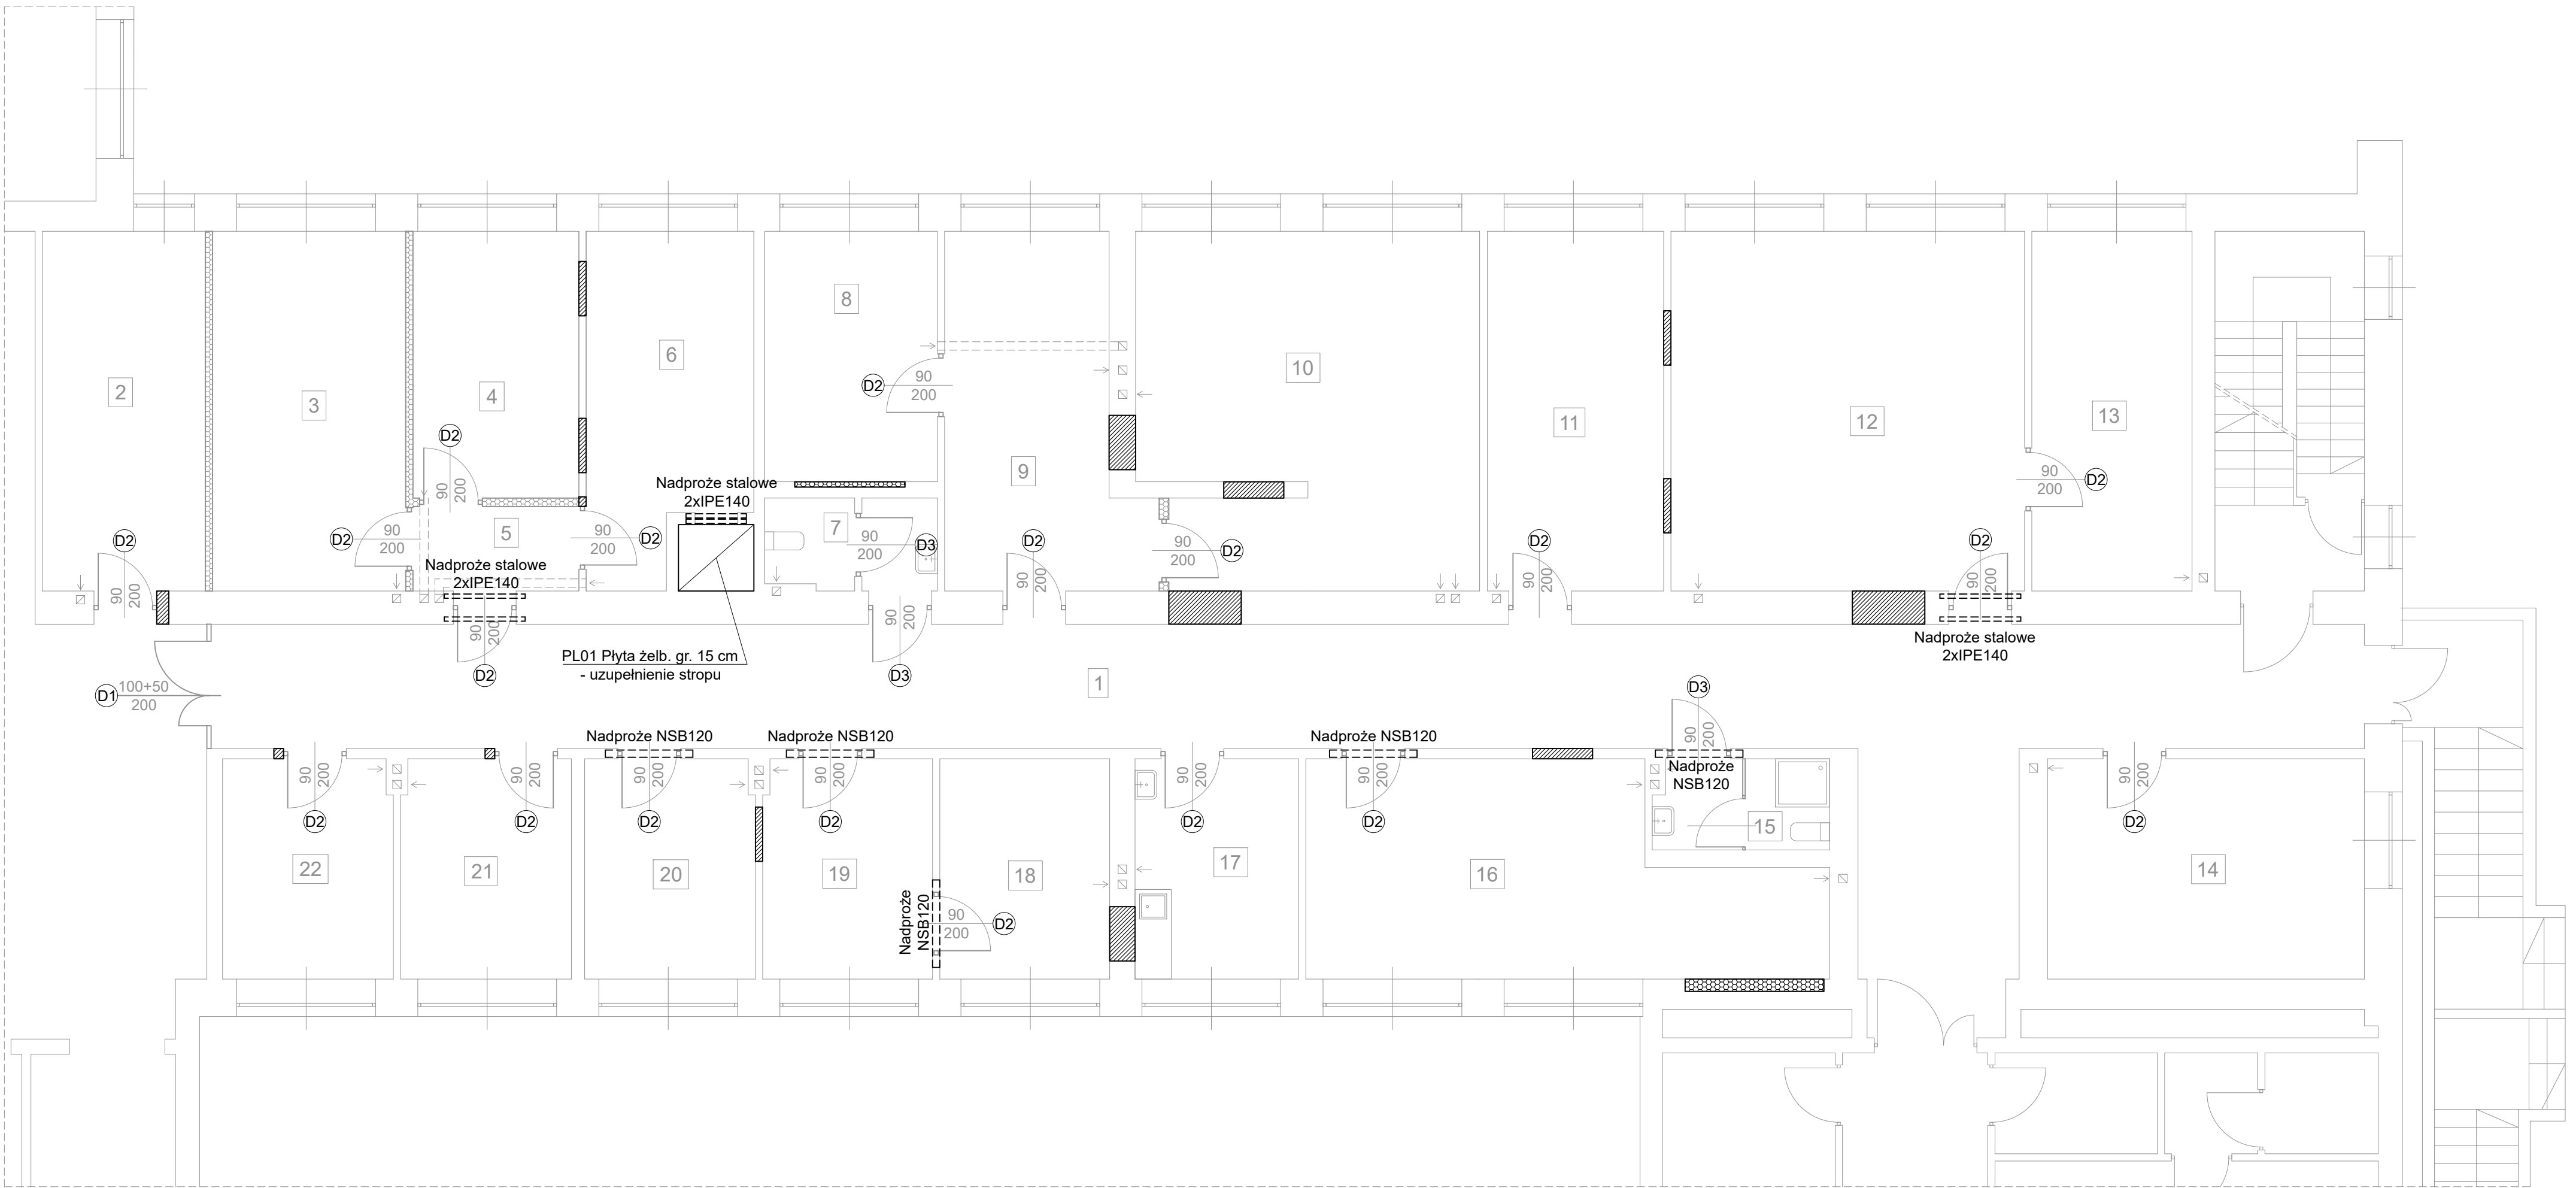 8
6
10
2
3
4
9
11
12
13
D2
90
200
D2
90
200
Nadproże stalowe
2xIPE140
90
200
D2
5
7
D2
90
200
D2
90
200
90
200
D3
D2
90
200
D2
90
200
D2
90
200
D2
90
200
D2
90
200
Nadproże stalowe
2xIPE140
90
200
D2
90
200
D3
Nadproże stalowe
2xIPE140
PL01 Płyta żelb. gr. 15 cm
- uzupełnienie stropu
1
D1
100+50
200
D3
90
200
Nadproże NSB120
Nadproże NSB120
Nadproże NSB120
Nadproże
NSB120
90
200
D2
90
200
D2
90
200
D2
90
200
D2
90
200
D2
90
200
D2
90
200
D2
15
22
21
20
19
18
17
16
14
Nadproże
NSB120
90
200
D2